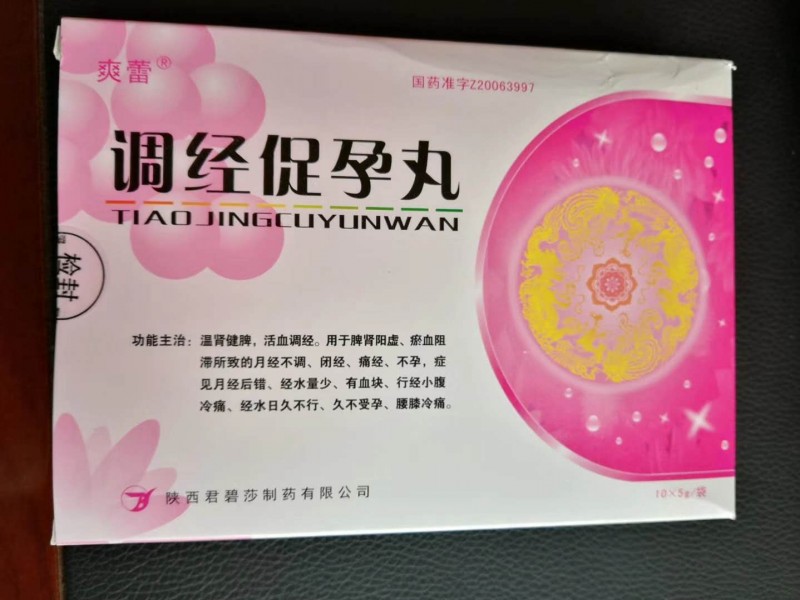 爽蕾®
国药准字Z20063997
调经促孕丸
TIAOJINGCUYUNWAN
检封
功能主治：温肾健脾，活血调经。用于脾肾阳虚、瘀血阻
滞所致的月经不调、闭经、痛经、不孕，症
见月经后错、经水量少、有血块、行经小腹
冷痛、经水日久不行、久不受孕、腰膝冷痛。
陕西君碧莎制药有限公司
10×5g/袋